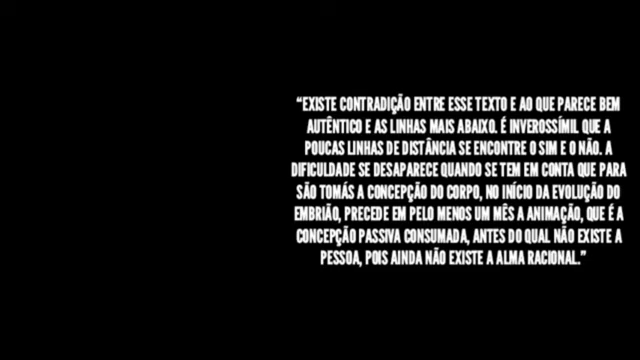 “EXISTE CONTRADIÇÃO ENTRE ESSE TEXTO E AO QUE PARECE BEM
AUTÊNTICO E AS LINHAS MAIS ABAIXO. É INVEROSSÍMIL QUE A
POUCAS LINHAS DE DISTÂNCIA SE ENCONTRE O SIM E O NÃO. A
DIFICULDADE SE DESAPARECE QUANDO SE TEM EM CONTA QUE PARA
SÃO TOMÁS A CONCEPÇÃO DO CORPO, NO INÍCIO DA EVOLUÇÃO DO
EMBRIÃO, PRECEDE EM PELO MENOS UM MÊS A ANIMAÇÃO, QUE É A
CONCEPÇÃO PASSIVA CONSUMADA, ANTES DO QUAL NÃO EXISTE A
PESSOA, POIS AINDA NÃO EXISTE A ALMA RACIONAL.”